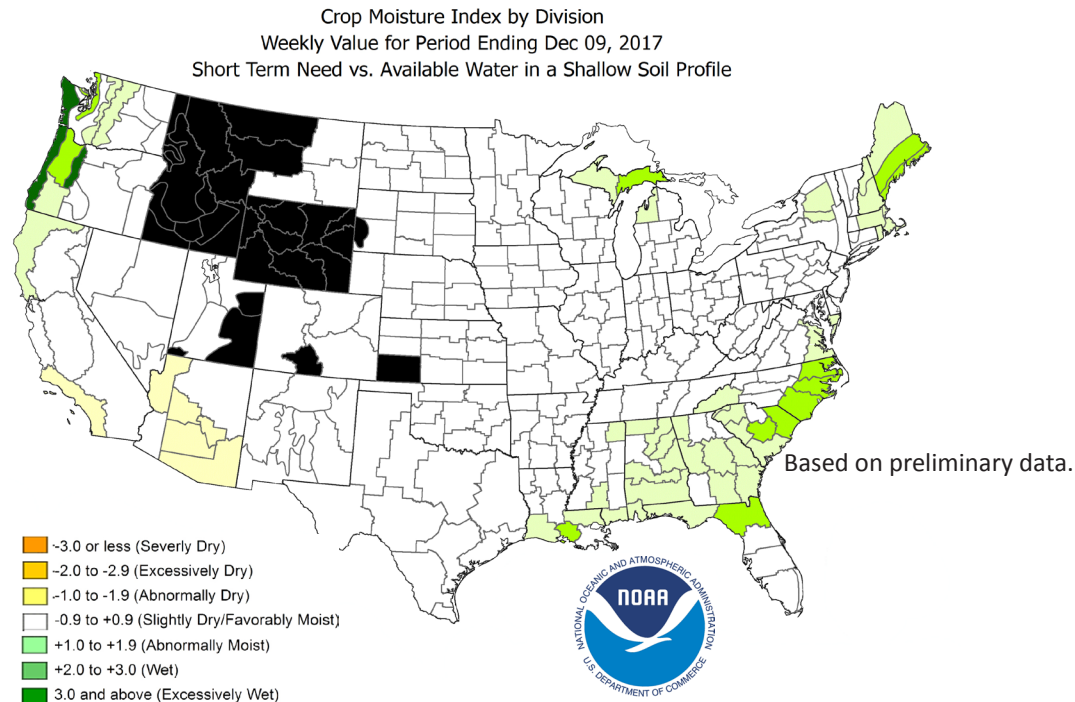 Crop Moisture Index by Division
Weekly Value for Period Ending Dec 09, 2017
Short Term Need vs. Available Water in a Shallow Soil Profile
Based on preliminary data.
-3.0 or less (Severly Dry)
-2.0 to -2.9 (Excessively Dry)
-1.0 to -1.9 (Abnormally Dry)
-0.9 to +0.9 (Slightly Dry/Favorably Moist)
+1.0 to +1.9 (Abnormally Moist)
+2.0 to +3.0 (Wet)
3.0 and above (Excessively Wet)
NATIONAL OCEANIC AND ATMOSPHERIC ADMINISTRATION
NOAA
U.S. DEPARTMENT OF COMMERCE